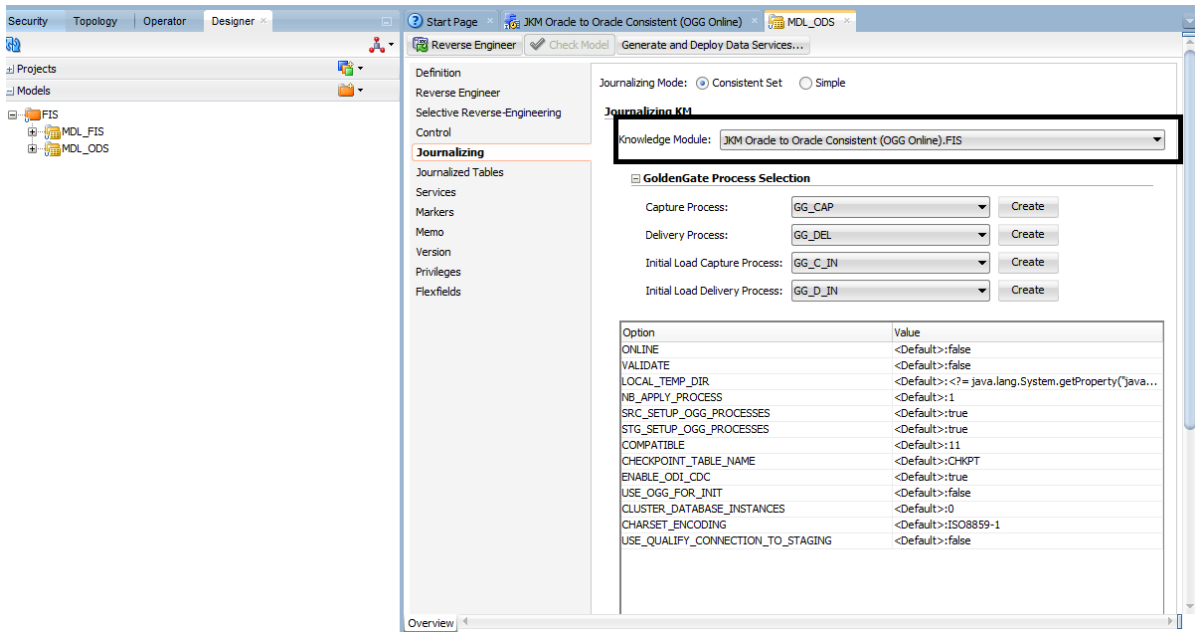 Security Topology Operator Designer
Start Page JKM Oracle to Oracle Consistent (OGG Online) MDL_ODS
Reverse Engineer Check Model Generate and Deploy Data Services...
Projects
Models
FIS
MDL_FIS
MDL_ODS
Definition
Reverse Engineer
Selective Reverse-Engineering
Control
Journalizing
Journalized Tables
Services
Markers
Memo
Version
Privileges
Flexfields
Journalizing Mode: Consistent Set Simple
Journalizing KM
Knowledge Module: JKM Oracle to Oracle Consistent (OGG Online).FIS
GoldenGate Process Selection
Capture Process: GG_CAP Create
Delivery Process: GG_DEL Create
Initial Load Capture Process: GG_C_IN Create
Initial Load Delivery Process: GG_D_IN Create
Option Value
ONLINE <Default>:false
VALIDATE <Default>:false
LOCAL_TEMP_DIR <Default>:<?= java.lang.System.getProperty("java...
NB_APPLY_PROCESS <Default>:1
SRC_SETUP_OGG_PROCESSES <Default>:true
STG_SETUP_OGG_PROCESSES <Default>:true
COMPATIBLE <Default>:11
CHECKPOINT_TABLE_NAME <Default>:CHKPT
ENABLE_ODI_CDC <Default>:true
USE_OGG_FOR_INIT <Default>:false
CLUSTER_DATABASE_INSTANCES <Default>:0
CHARSET_ENCODING <Default>:ISO8859-1
USE_QUALIFY_CONNECTION_TO_STAGING <Default>:false
Overview